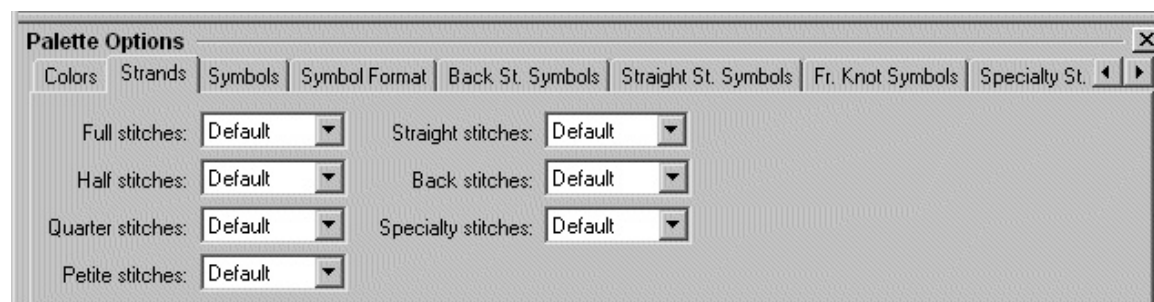 Palette Options
Colors Strands Symbols Symbol Format Back St. Symbols Straight St. Symbols Fr. Knot Symbols Specialty St.
Full stitches: Default Straight stitches: Default
Half stitches: Default Back stitches: Default
Quarter stitches: Default Specialty stitches: Default
Petite stitches: Default